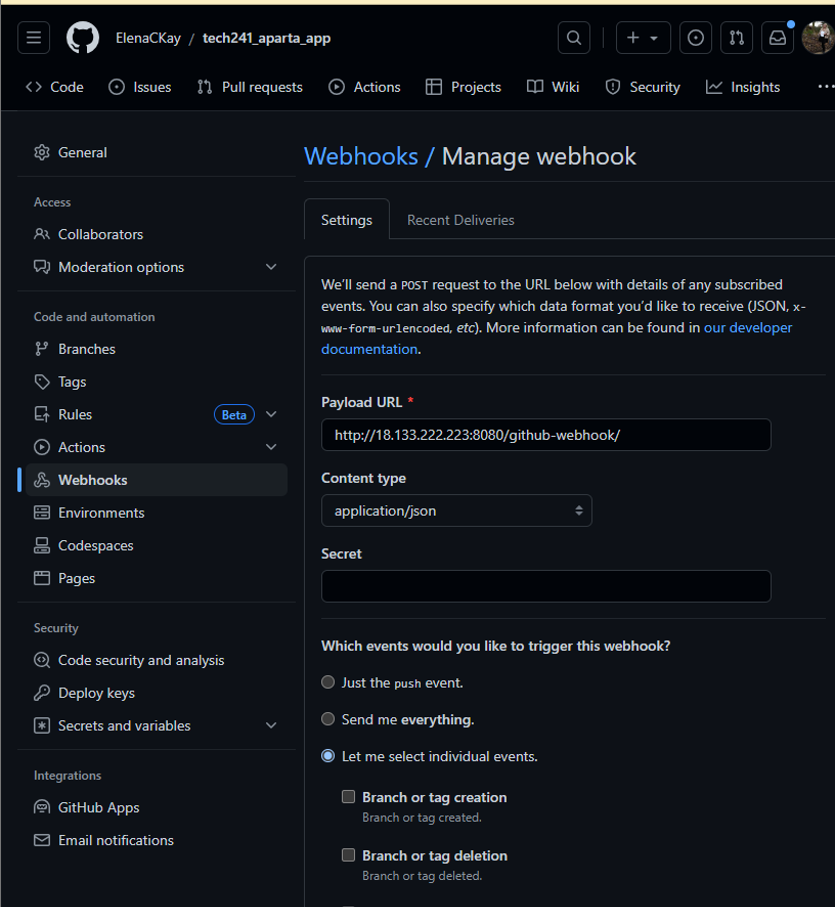 ElenaCKay / tech241_aparta_app
Code Issues Pull requests Actions Projects Wiki Security Insights
General
Access
Collaborators
Moderation options
Code and automation
Branches
Tags
Rules Beta
Actions
Webhooks
Environments
Codespaces
Pages
Security
Code security and analysis
Deploy keys
Secrets and variables
Integrations
GitHub Apps
Email notifications
Webhooks / Manage webhook
Settings Recent Deliveries
We'll send a POST request to the URL below with details of any subscribed
events. You can also specify which data format you'd like to receive (JSON, x-
www-form-urlencoded, etc). More information can be found in our developer
documentation.
Payload URL *
http://18.133.222.223:8080/github-webhook/
Content type
application/json
Secret
Which events would you like to trigger this webhook?
Just the push event.
Send me everything.
Let me select individual events.
Branch or tag creation
Branch or tag created.
Branch or tag deletion
Branch or tag deleted.